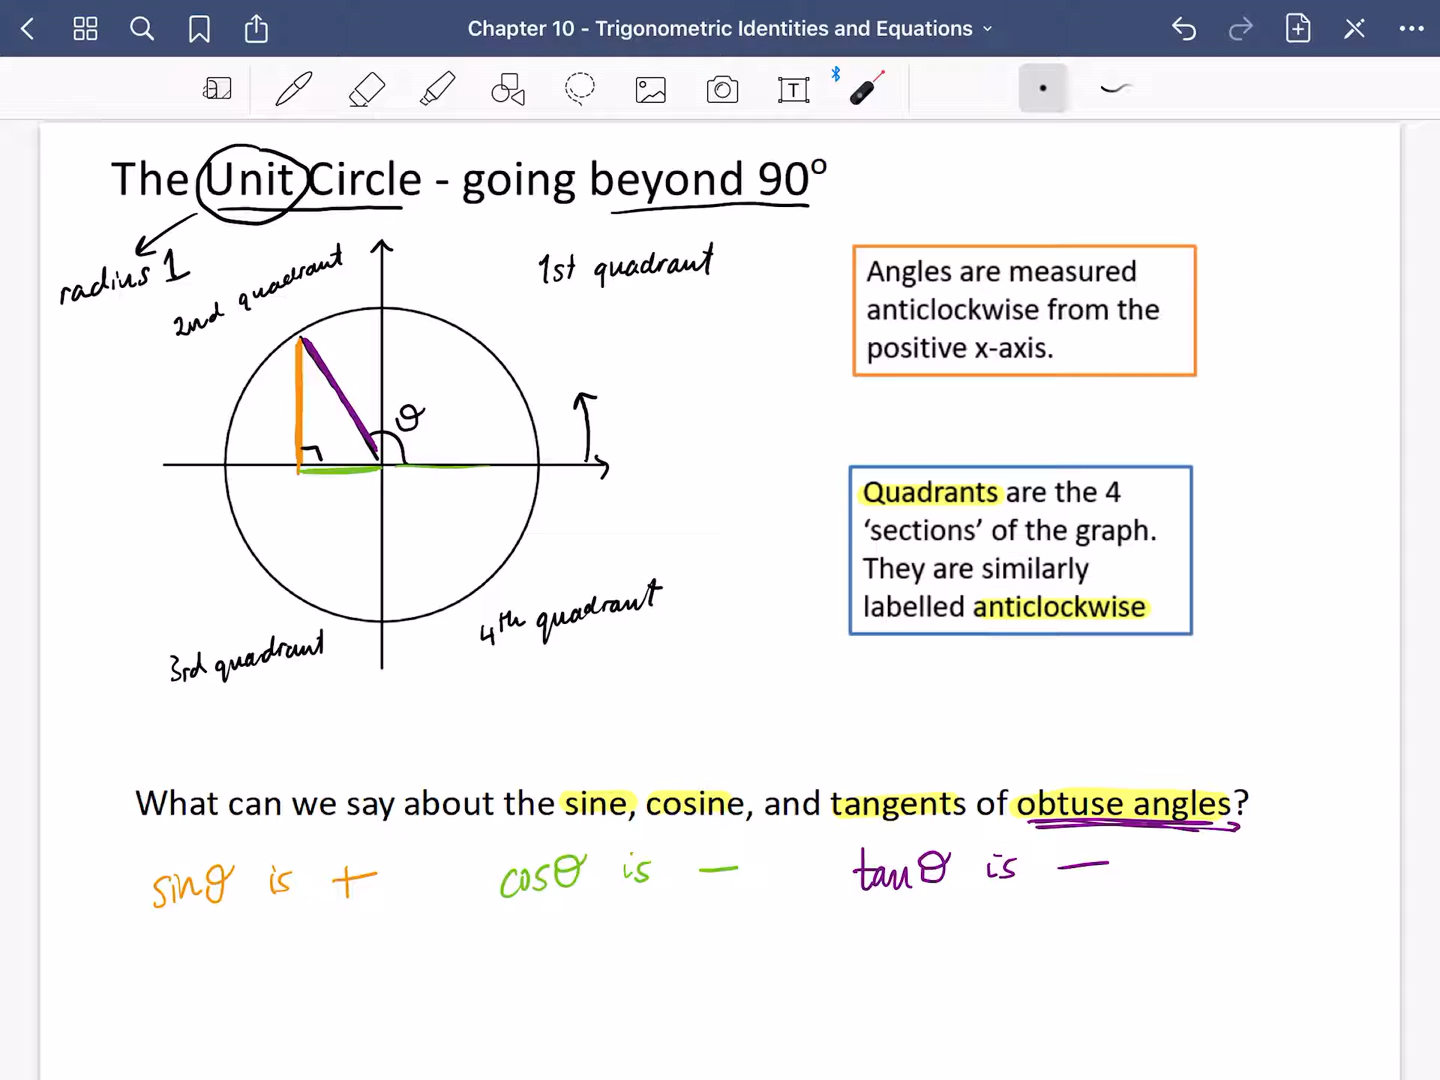 Chapter 10 - Trigonometric Identities and Equations
T
The Unit Circle - going beyond 90°
radius 1
2nd quadrant
1st quadrant
Angles are measured
anticlockwise from the
positive x-axis.
θ
Quadrants are the 4
‘sections’ of the graph.
They are similarly
labelled anticlockwise
3rd quadrant
4th quadrant
What can we say about the sine, cosine, and tangents of obtuse angles?
sinθ is + cosθ is − tanθ is −